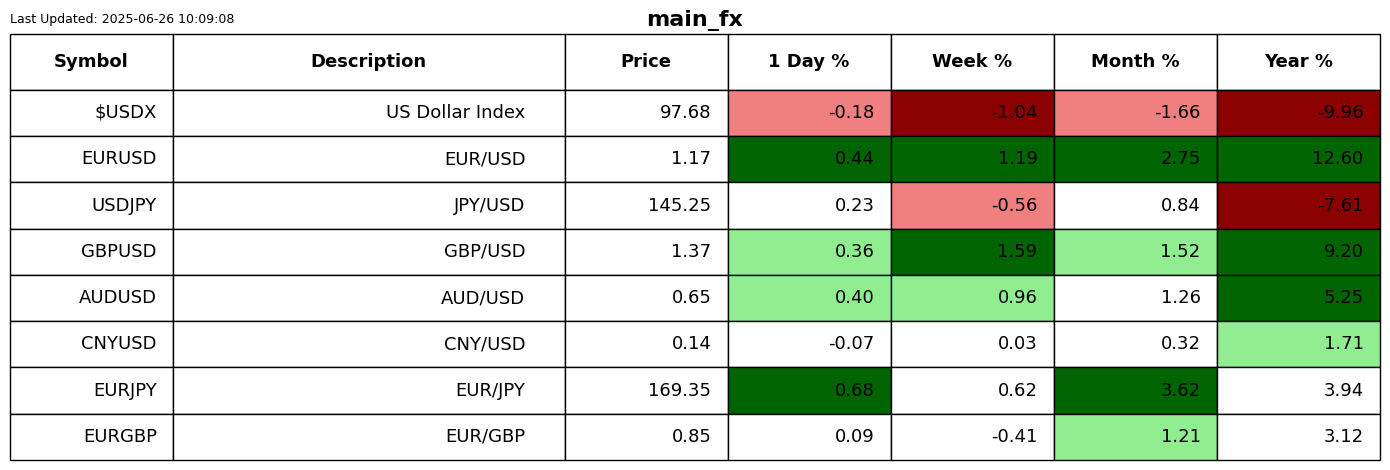 Last Updated: 2025-06-26 10:09:08
main_fx
Symbol Description Price 1 Day % Week % Month % Year %
$USDX US Dollar Index 97.68 -0.18 -1.04 -1.66 -9.96
EURUSD EUR/USD 1.17 0.44 1.19 2.75 12.60
USDJPY JPY/USD 145.25 0.23 -0.56 0.84 -7.61
GBPUSD GBP/USD 1.37 0.36 1.59 1.52 9.20
AUDUSD AUD/USD 0.65 0.40 0.96 1.26 5.25
CNYUSD CNY/USD 0.14 -0.07 0.03 0.32 1.71
EURJPY EUR/JPY 169.35 0.68 0.62 3.62 3.94
EURGBP EUR/GBP 0.85 0.09 -0.41 1.21 3.12